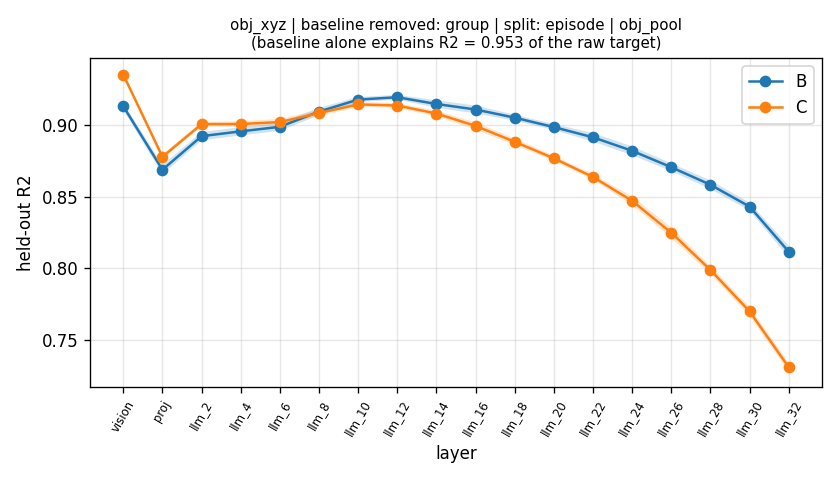 obj_xyz | baseline removed: group | split: episode | obj_pool
(baseline alone explains R2 = 0.953 of the raw target)
B
C
held-out R2
0.90
0.85
0.80
0.75
vision
proj
llm_2
llm_4
llm_6
llm_8
llm_10
llm_12
llm_14
llm_16
llm_18
llm_20
llm_22
llm_24
llm_26
llm_28
llm_30
llm_32
layer